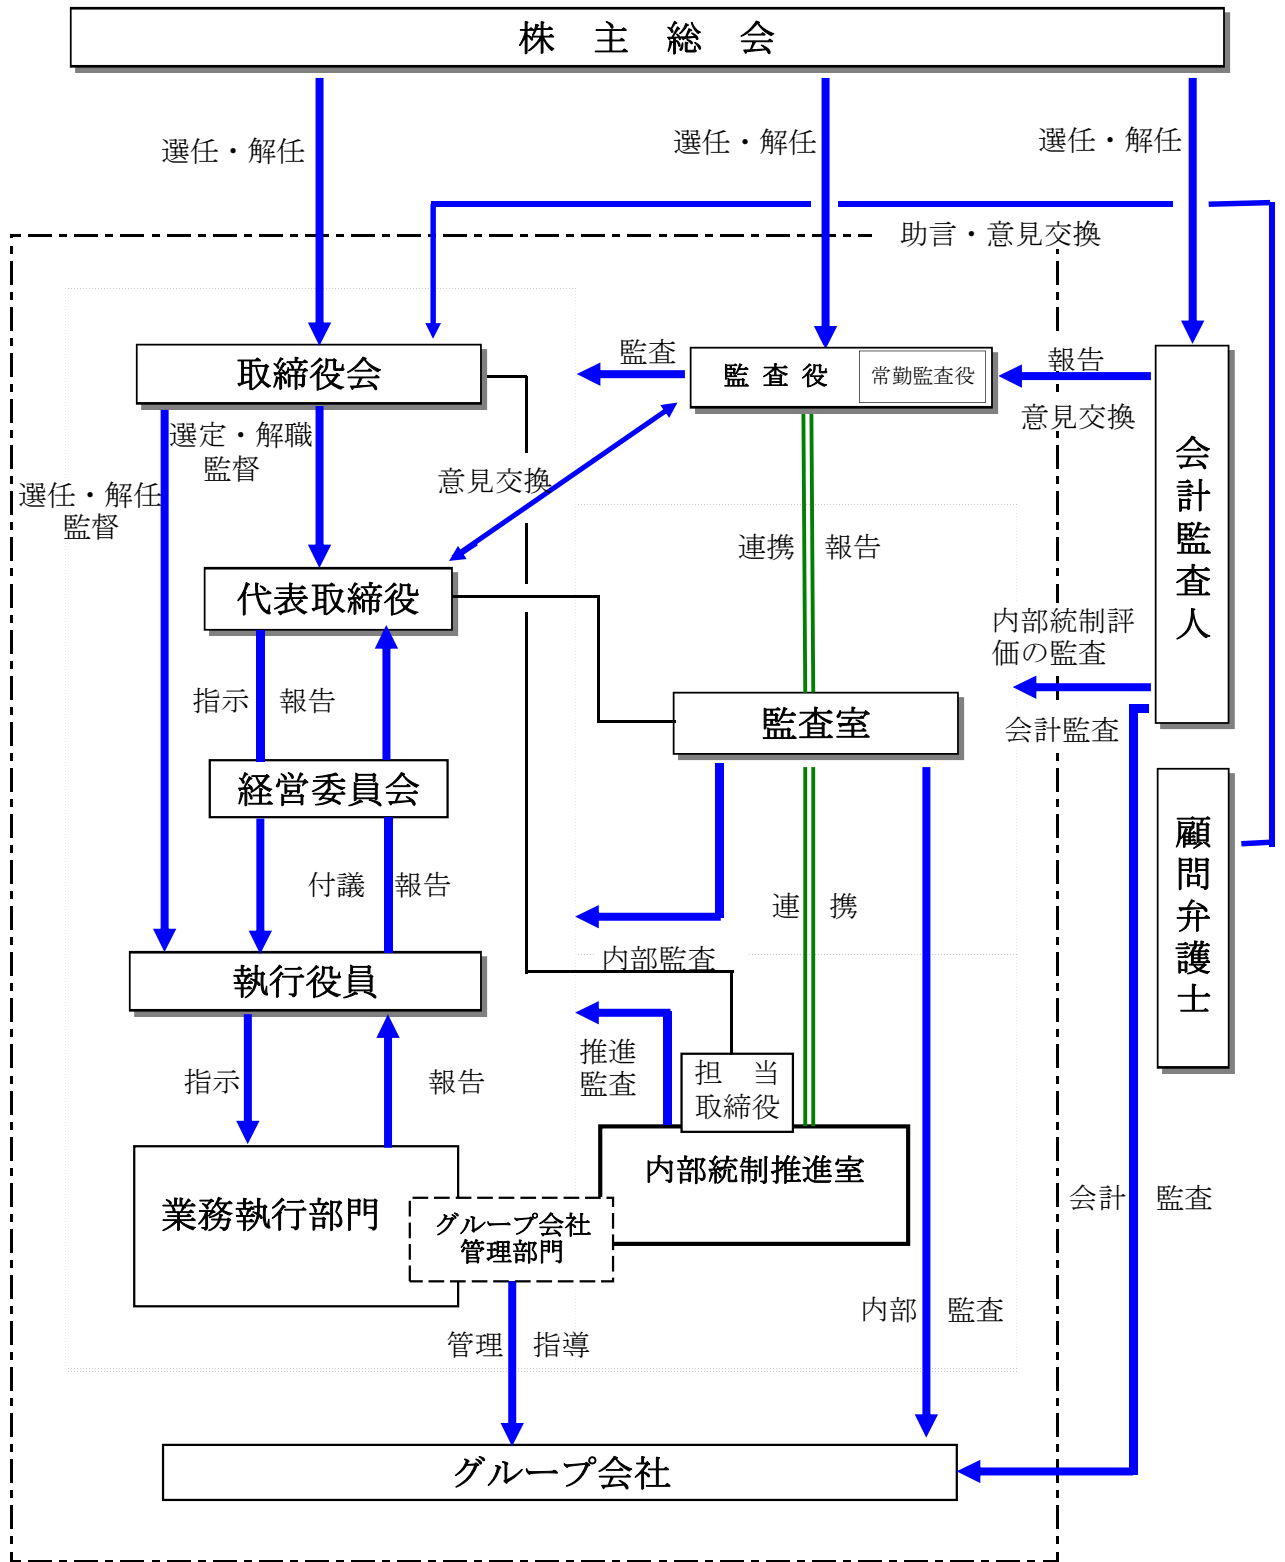 株　主　総　会
選任・解任
選任・解任
選任・解任
助言・意見交換
取締役会
監査
監 査 役
常勤監査役
報告
意見交換
会計監査人
選定・解職
監督
選任・解任
監督
意見交換
連携　報告
代表取締役
内部統制評
価の監査
指示　報告
監査室
会計監査
経営委員会
顧問弁護士
付議　報告
連　携
内部監査
執行役員
推進
監査
担　当
取締役
指示
報告
内部統制推進室
業務執行部門
グループ会社
管理部門
会計　監査
内部　監査
管理　指導
グループ会社